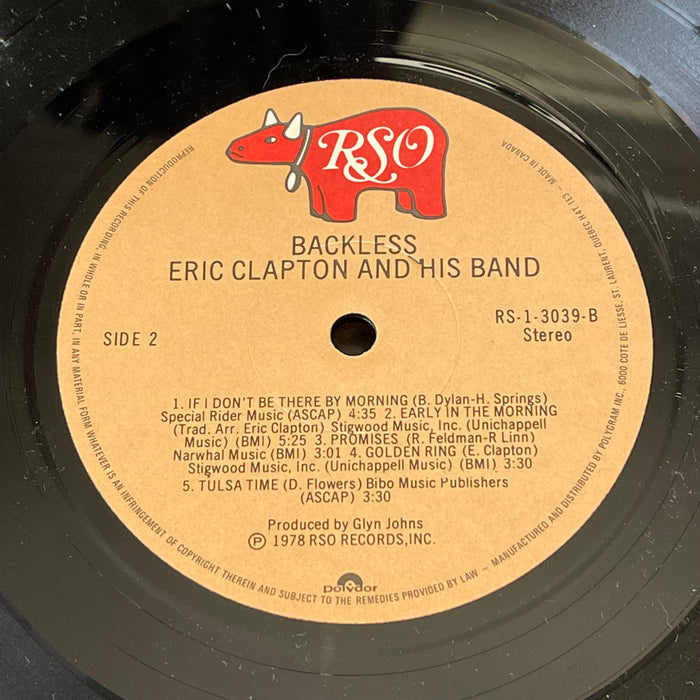 RSO
BACKLESS
ERIC CLAPTON AND HIS BAND
SIDE 2
RS-1-3039-B
Stereo
1. IF I DON'T BE THERE BY MORNING (B. Dylan-H. Springs)
Special Rider Music (ASCAP) 4:35 2. EARLY IN THE MORNING
(Trad. Arr. Eric Clapton) Stigwood Music, Inc. (Unichappell
Music) (BMI) 5:25 3. PROMISES (R. Feldman-R Linn)
Narwhal Music (BMI) 3:01 4. GOLDEN RING (E. Clapton)
Stigwood Music, Inc. (Unichappell Music) (BMI) 3:30
5. TULSA TIME (D. Flowers) Bibo Music Publishers
(ASCAP) 3:30
Produced by Glyn Johns
℗ 1978 RSO RECORDS,INC.
polydor
REPRODUCTION OF THIS RECORDING, IN WHOLE OR IN PART, IN ANY MATERIAL FORM WHATEVER IS AN INFRINGEMENT OF COPYRIGHT THEREIN AND SUBJECT TO THE REMEDIES PROVIDED BY LAW — MANUFACTURED AND DISTRIBUTED BY POLYGRAM INC., 6000 COTE DE LIESSE, ST. LAURENT, QUEBEC H4T 1E3 — MADE IN CANADA